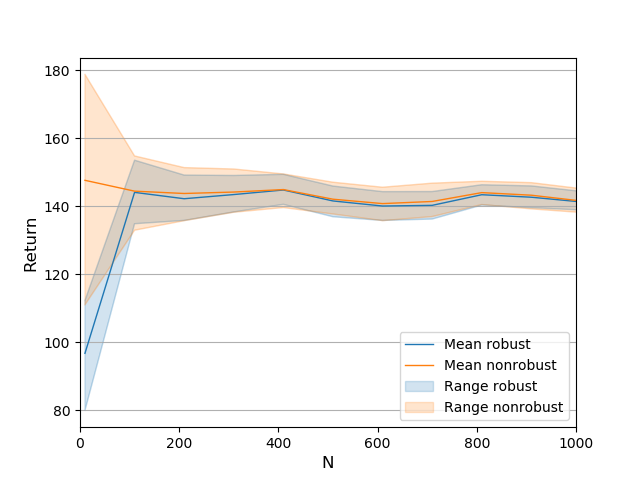 180
160
140
120
100
80
Return
0 200 400 600 800 1000
N
Mean robust
Mean nonrobust
Range robust
Range nonrobust